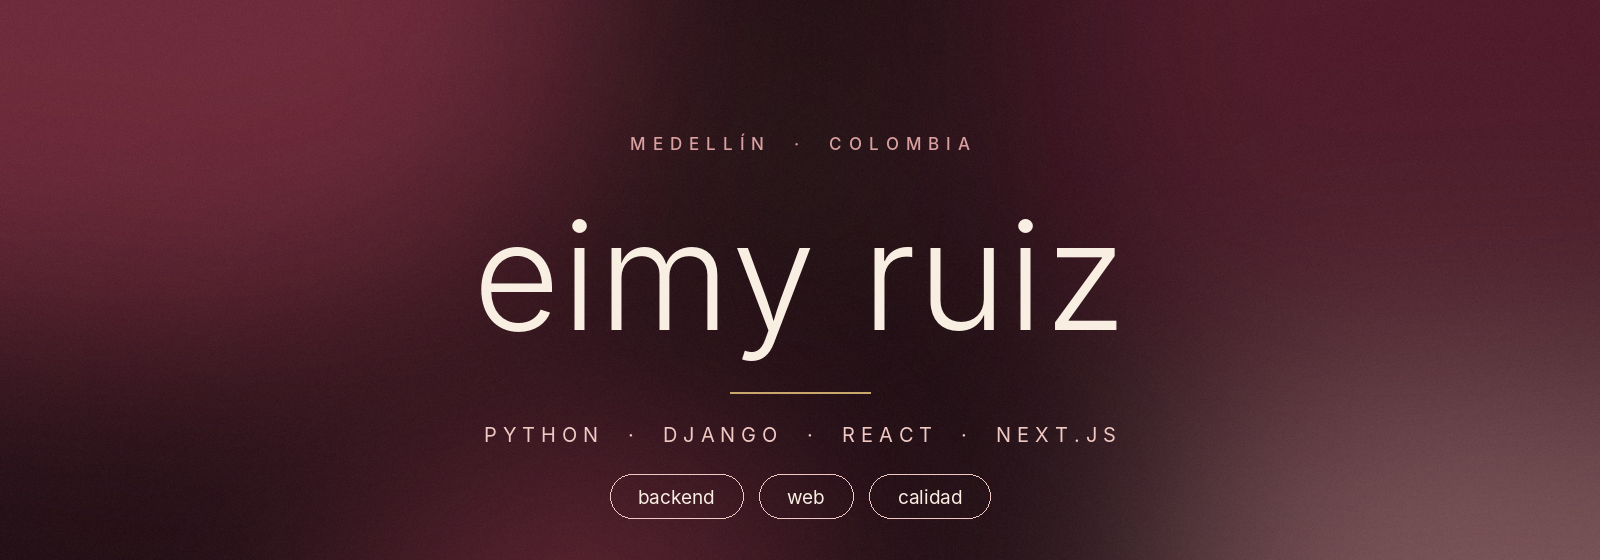 MEDELLÍN · COLOMBIA
eimy ruiz
PYTHON · DJANGO · REACT · NEXT.JS
backend web calidad